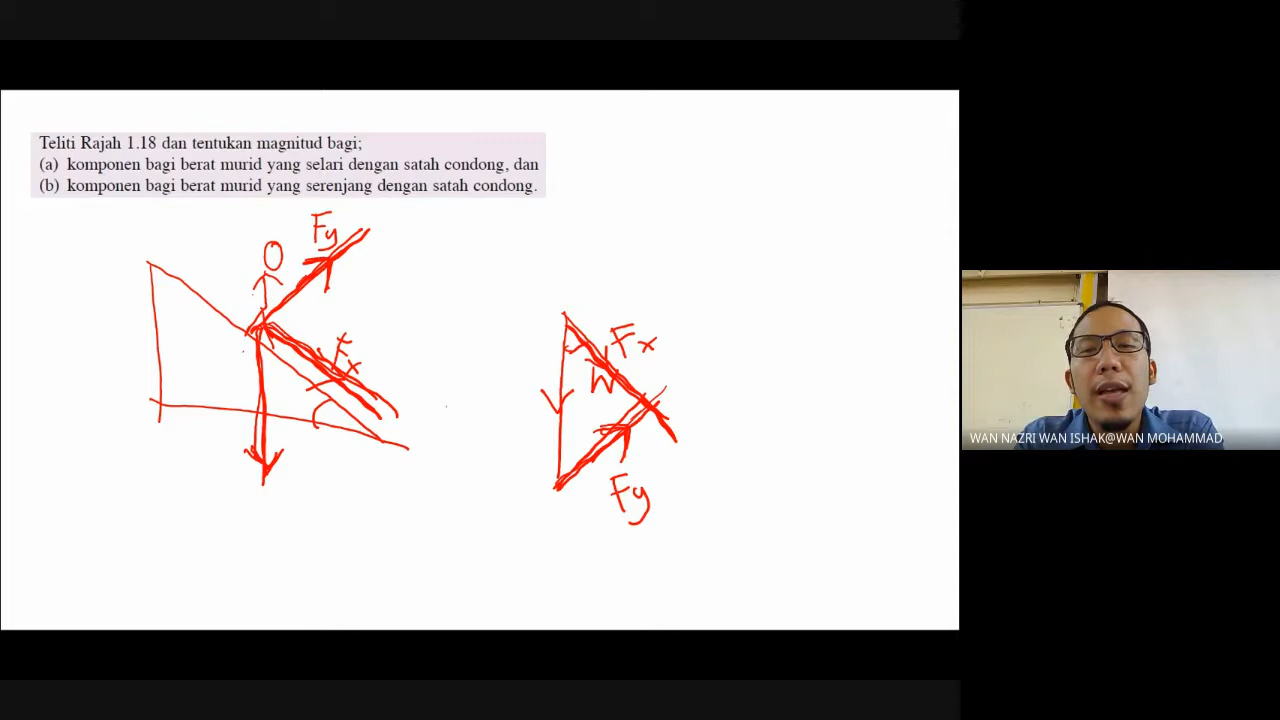 Teliti Rajah 1.18 dan tentukan magnitud bagi;
(a) komponen bagi berat murid yang selari dengan satah condong, dan
(b) komponen bagi berat murid yang serenjang dengan satah condong.
Fy
Fx
Fx
W
Fy
WAN NAZRI WAN ISHAK@WAN MOHAMMAD